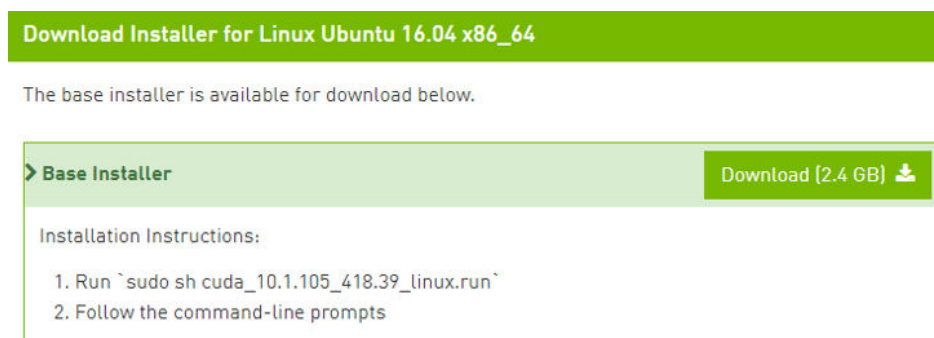 Download Installer for Linux Ubuntu 16.04 x86_64
The base installer is available for download below.
Base Installer
Download (2.4 GB)
Installation Instructions:
1. Run `sudo sh cuda_10.1.105_418.39_linux.run`
2. Follow the command-line prompts